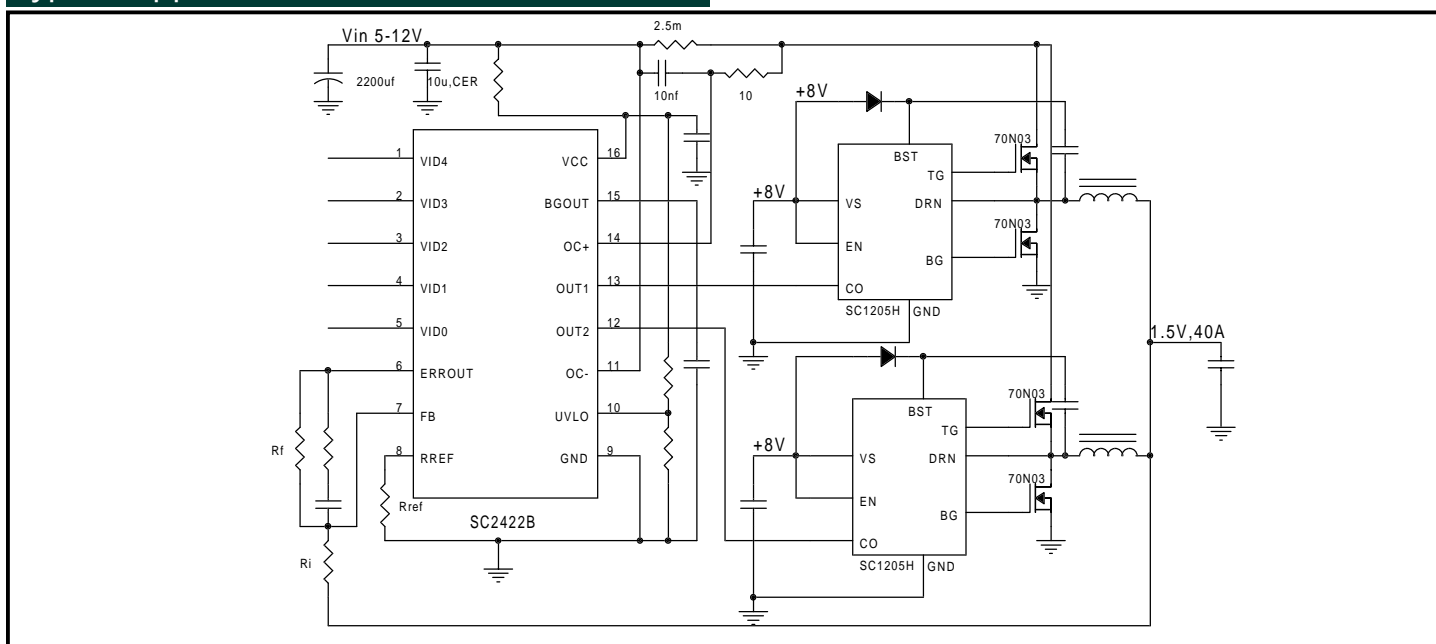 2.5m
Vin 5-12V
2200uf
10u,CER
10nf
10
+8V
70N03
BST
TG
1 VID4
VCC 16
2 VID3
BGOUT 15
+8V
VS
DRN
70N03
3 VID2
OC+ 14
EN
BG
4 VID1
OUT1 13
CO
SC1205H
GND
5 VID0
OUT2 12
1.5V,40A
+8V
6 ERROUT
OC- 11
70N03
BST
7 FB
UVLO 10
TG
Rf
8 RREF
GND 9
+8V
VS
DRN
70N03
Rref
EN
BG
SC2422B
CO
Ri
SC1205H
GND